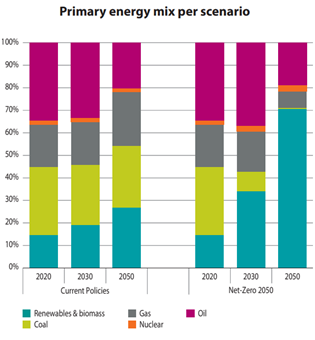 Primary energy mix per scenario
100%
90%
80%
70%
60%
50%
40%
30%
20%
10%
0%
2020 2030 2050 2020 2030 2050
Current Policies Net-Zero 2050
Renewables & biomass Gas Oil
Coal Nuclear